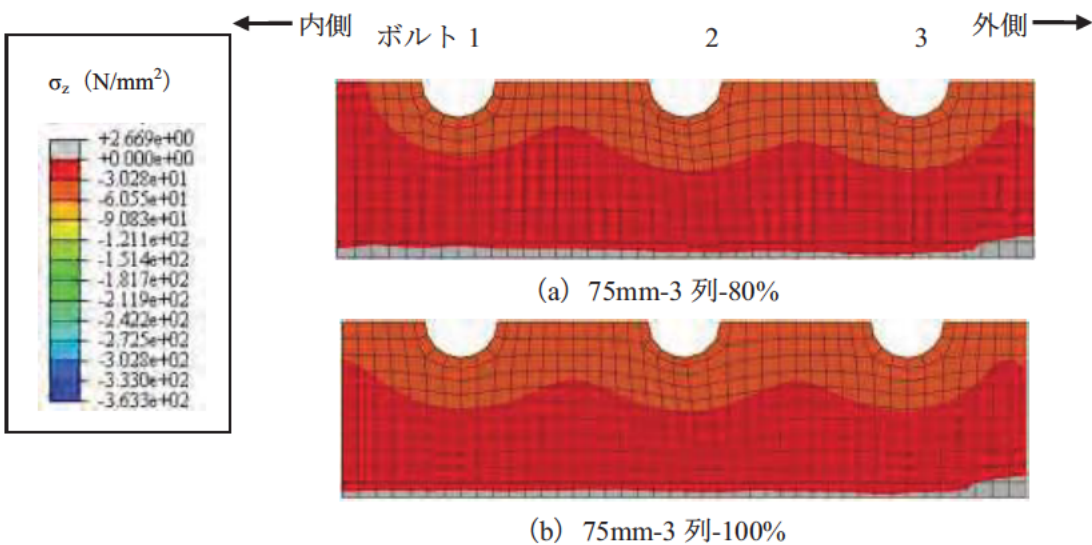 内側
ボルト 1
2
3
外側
σz（N/mm²）
+2.669e+00
+0.000e+00
-3.028e+01
-6.055e+01
-9.083e+01
-1.211e+02
-1.514e+02
-1.817e+02
-2.119e+02
-2.422e+02
-2.725e+02
-3.028e+02
-3.330e+02
-3.633e+02
(a) 75mm-3 列-80%
(b) 75mm-3 列-100%